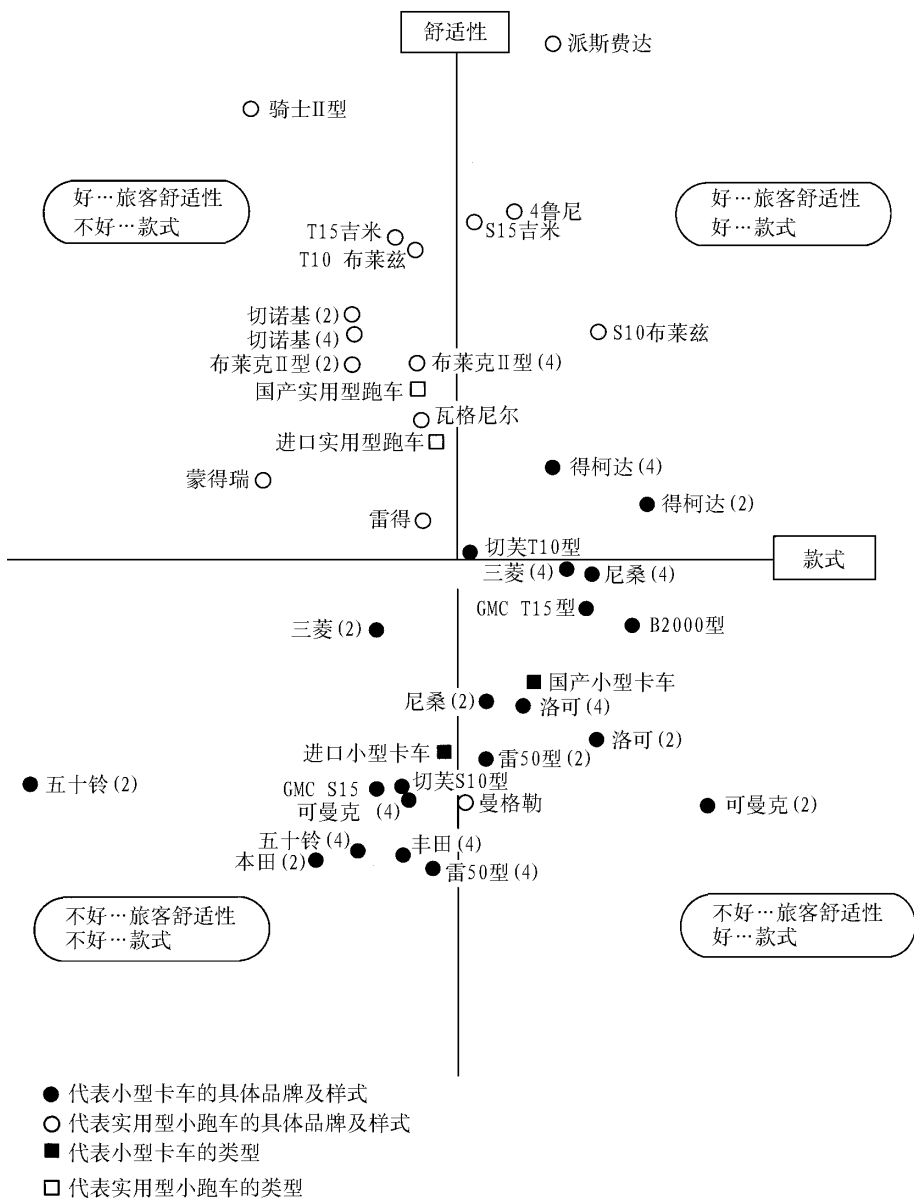 舒适性
派斯费达
骑士II型
好…旅客舒适性
不好…款式
好…旅客舒适性
好…款式
4鲁尼
S15吉米
T15吉米
T10 布莱兹
切诺基(2)
切诺基(4)
S10布莱兹
布莱克II型(2)
布莱克II型(4)
国产实用型跑车
瓦格尼尔
进口实用型跑车
得柯达(4)
蒙得瑞
得柯达(2)
雷得
切芙T10型
款式
三菱(4)
尼桑(4)
GMC T15型
B2000型
三菱(2)
国产小型卡车
尼桑(2)
洛可(4)
洛可(2)
进口小型卡车
雷50型(2)
五十铃(2)
GMC S15
切芙S10型
可曼克 (4)
曼格勒
可曼克(2)
五十铃(4)
丰田(4)
本田(2)
雷50型(4)
不好…旅客舒适性
不好…款式
不好…旅客舒适性
好…款式
代表小型卡车的具体品牌及样式
代表实用型小跑车的具体品牌及样式
代表小型卡车的类型
代表实用型小跑车的类型